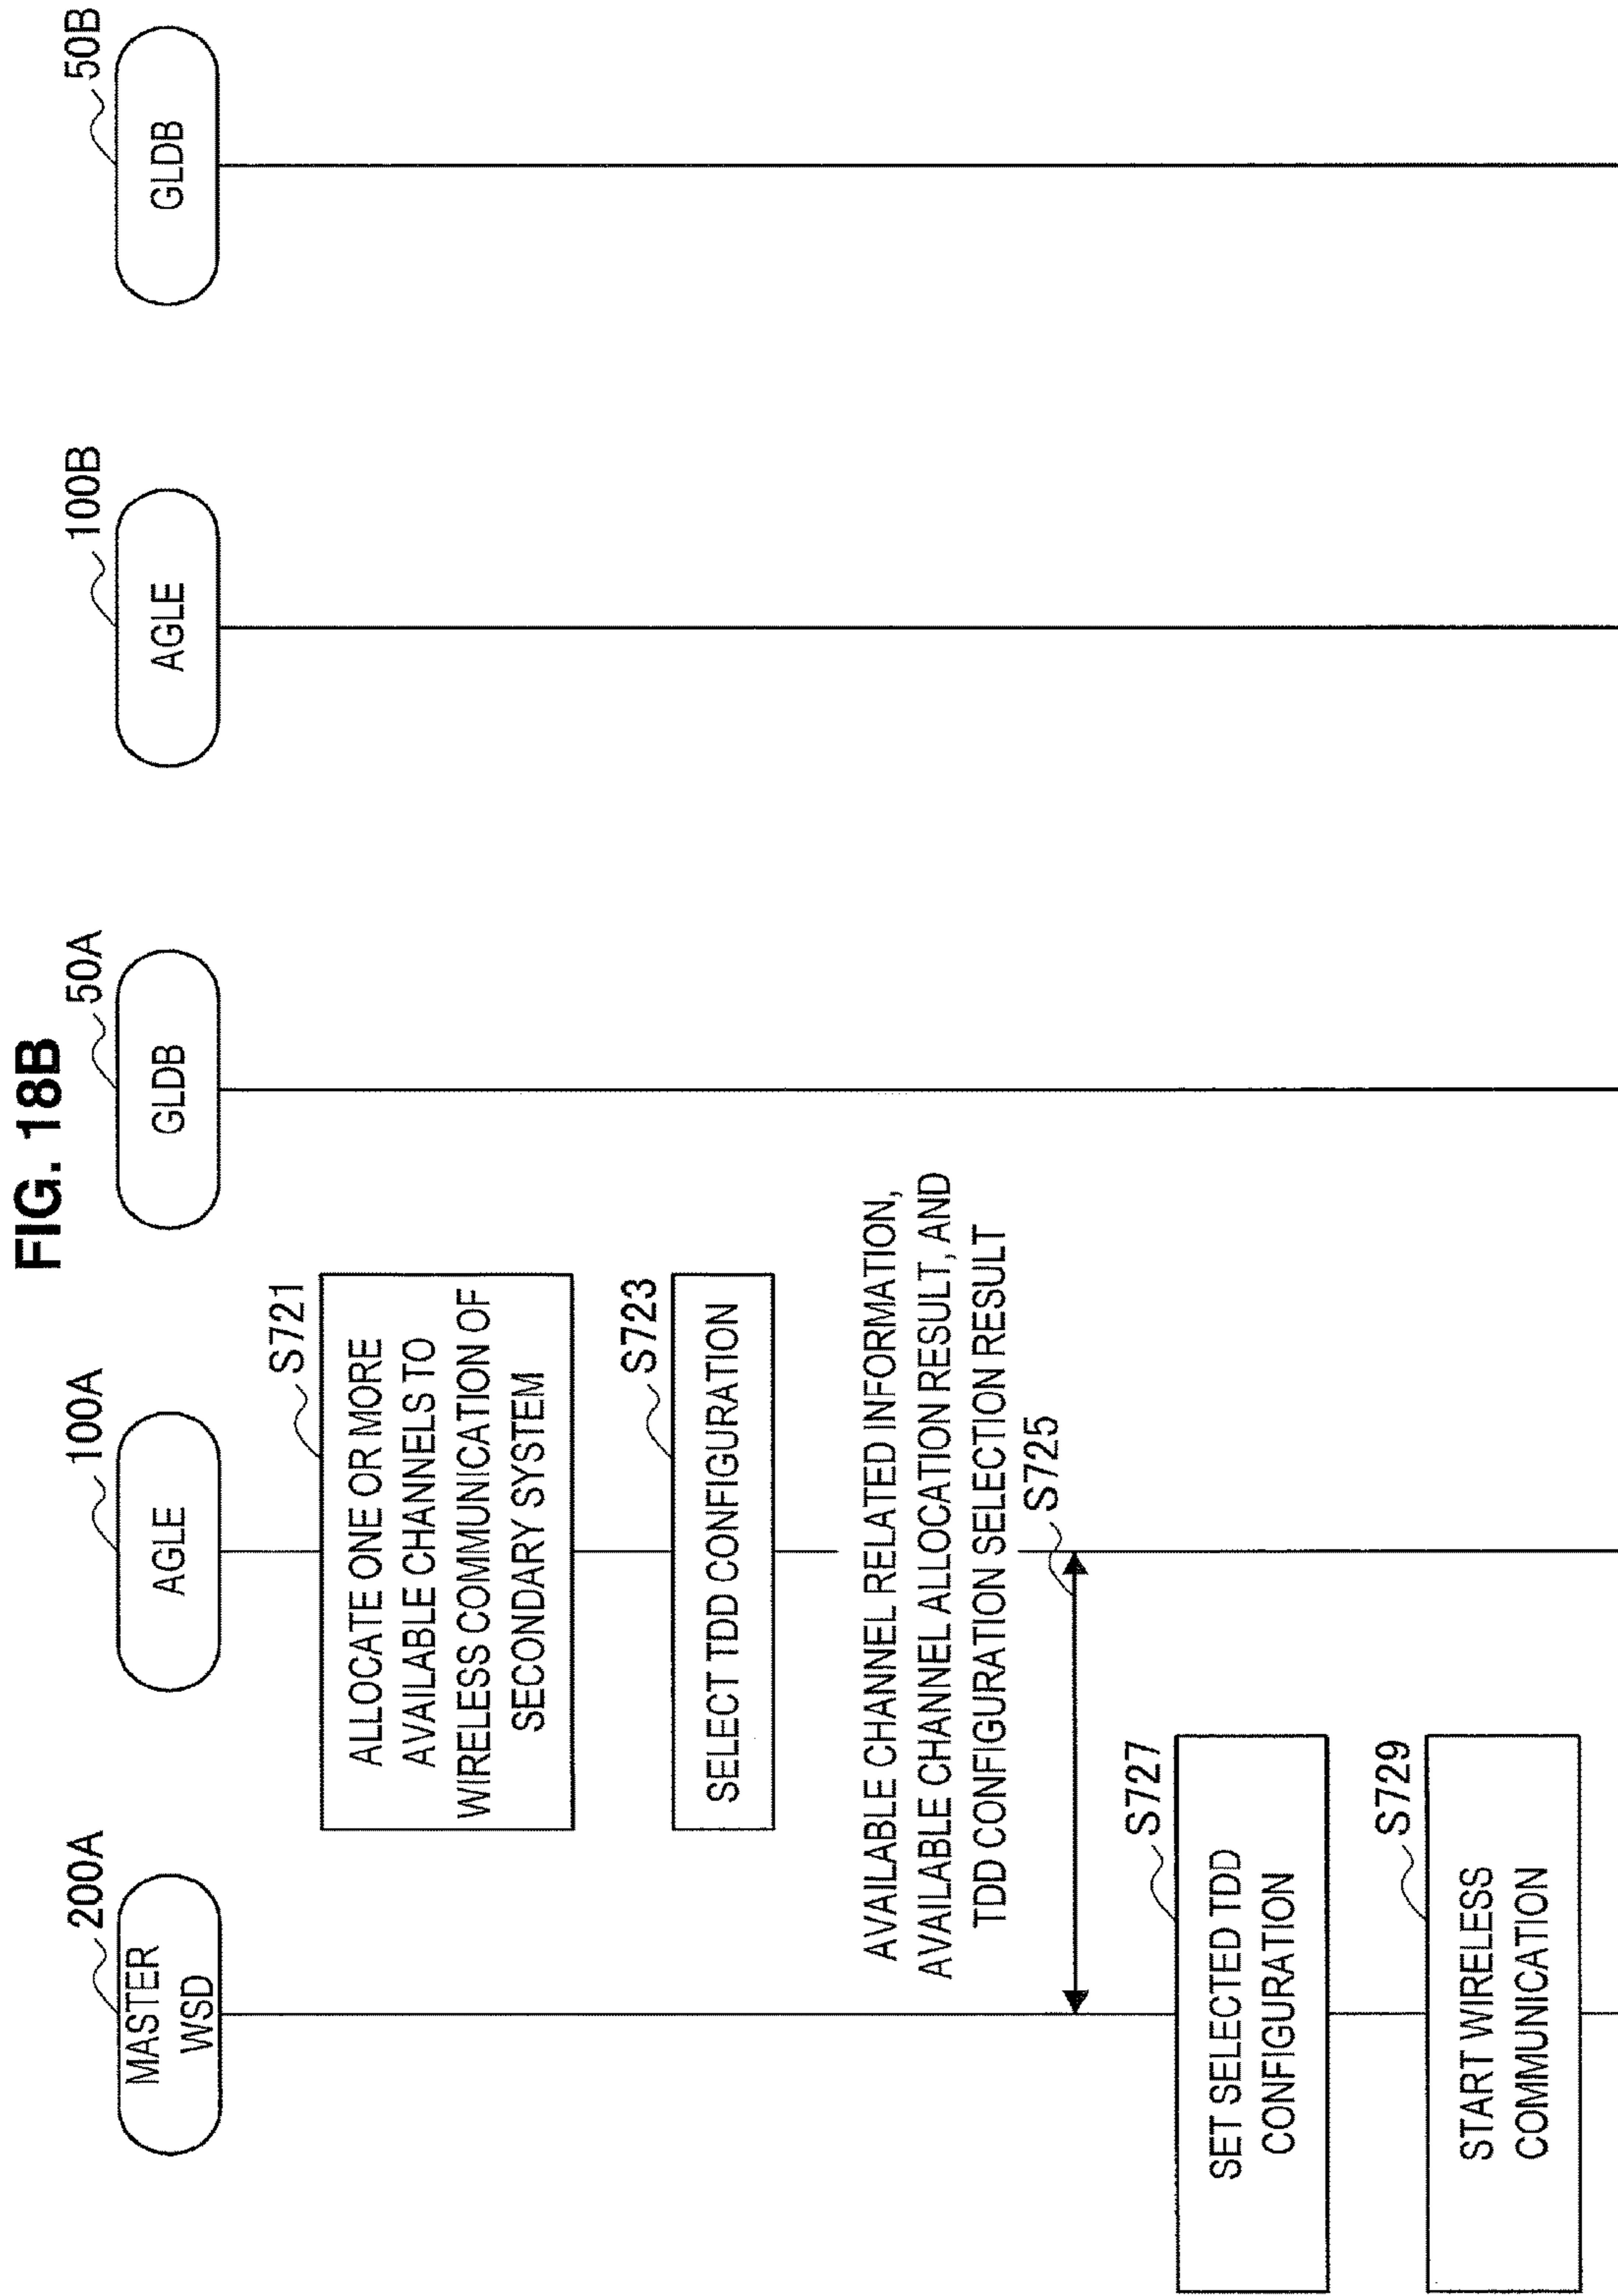 FIG. 18B
200A
MASTER
WSD
100A
AGLE
50A
GLDB
100B
AGLE
50B
GLDB
S721
ALLOCATE ONE OR MORE
AVAILABLE CHANNELS TO
WIRELESS COMMUNICATION OF
SECONDARY SYSTEM
S723
SELECT TDD CONFIGURATION
AVAILABLE CHANNEL RELATED INFORMATION,
AVAILABLE CHANNEL ALLOCATION RESULT, AND
TDD CONFIGURATION SELECTION RESULT
S725
S727
SET SELECTED TDD
CONFIGURATION
S729
START WIRELESS
COMMUNICATION